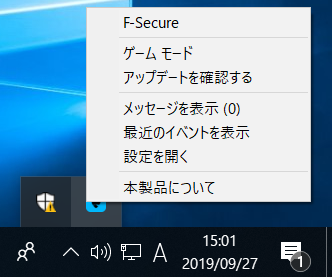 F-Secure
ゲーム モード
アップデートを確認する
メッセージを表示 (0)
最近のイベントを表示
設定を開く
本製品について
A
15:01
2019/09/27
1